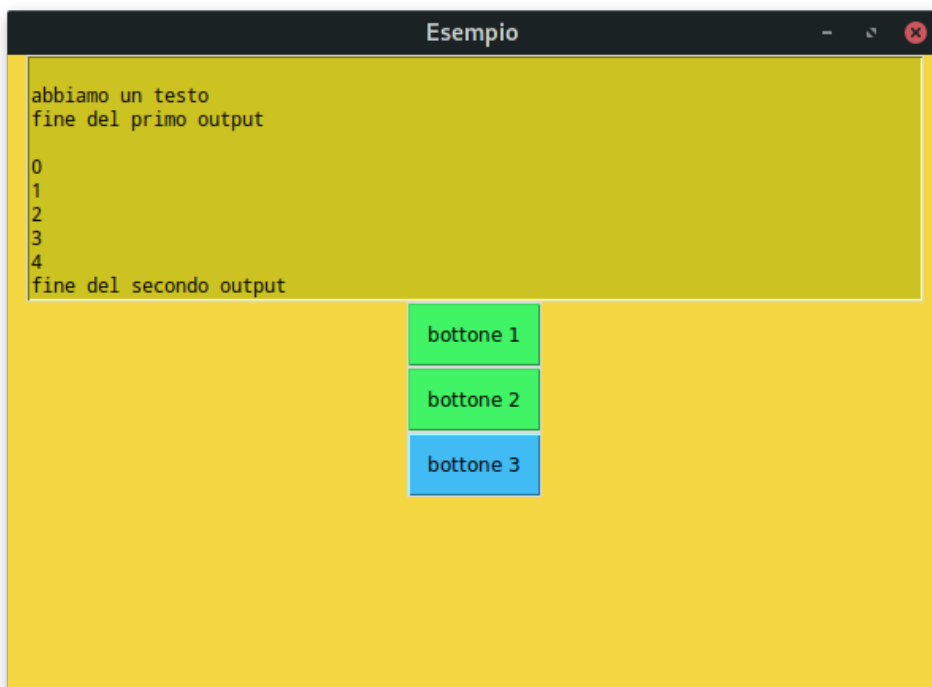 Esempio
abbiamo un testo
fine del primo output
0
1
2
3
4
fine del secondo output
bottone 1
bottone 2
bottone 3